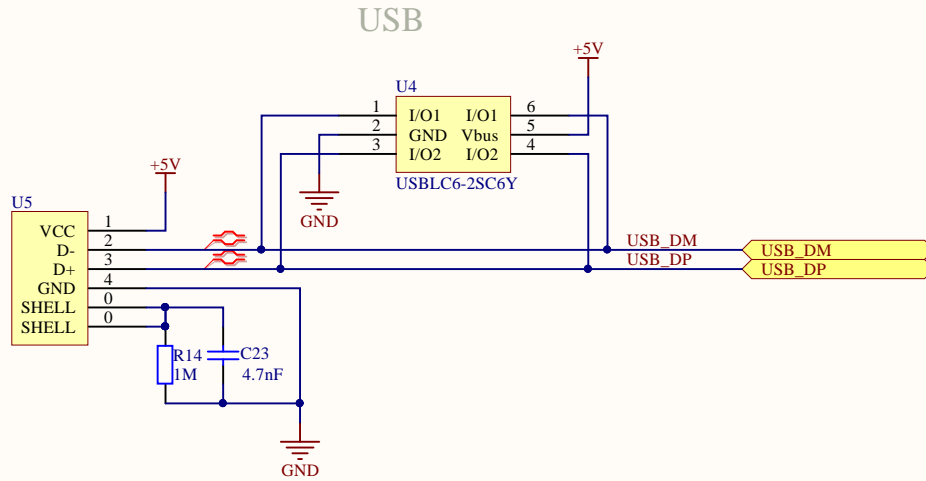 USB
+5V
U4
1 I/O1 I/O1 6
2 GND Vbus 5
3 I/O2 I/O2 4
USBLC6-2SC6Y
GND
+5V
U5
VCC 1
D- 2
D+ 3
GND 4
SHELL 0
SHELL 0
USB_DM USB_DM
USB_DP USB_DP
R14
1M
C23
4.7nF
GND